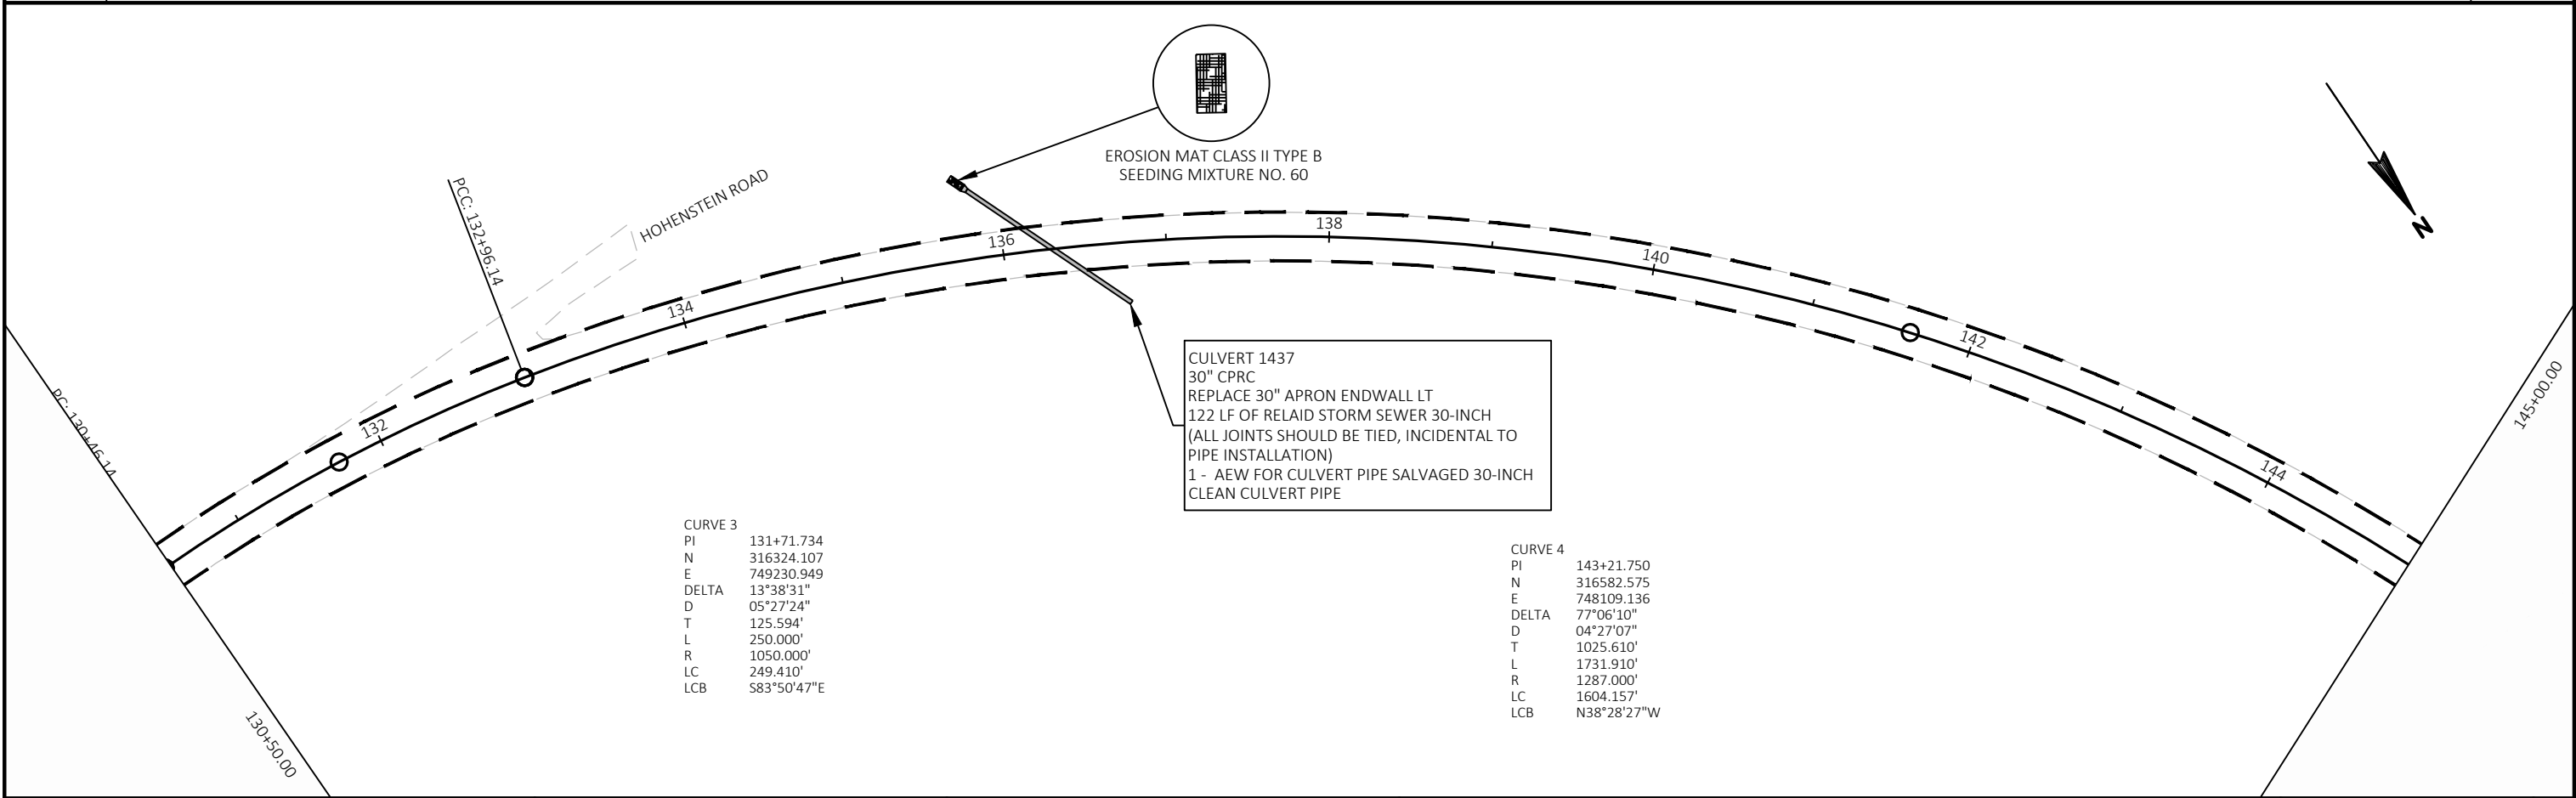 EROSION MAT CLASS II TYPE B
SEEDING MIXTURE NO. 60
HOHENSTEIN ROAD
PCC: 132+96.14
PC: 130+46.14
130+50.00
145+00.00
132
134
136
138
140
142
144
N
CULVERT 1437
30" CPRC
REPLACE 30" APRON ENDWALL LT
122 LF OF RELAID STORM SEWER 30-INCH
(ALL JOINTS SHOULD BE TIED, INCIDENTAL TO
PIPE INSTALLATION)
1 - AEW FOR CULVERT PIPE SALVAGED 30-INCH
CLEAN CULVERT PIPE
CURVE 3
PI 131+71.734
N 316324.107
E 749230.949
DELTA 13°38'31"
D 05°27'24"
T 125.594'
L 250.000'
R 1050.000'
LC 249.410'
LCB S83°50'47"E
CURVE 4
PI 143+21.750
N 316582.575
E 748109.136
DELTA 77°06'10"
D 04°27'07"
T 1025.610'
L 1731.910'
R 1287.000'
LC 1604.157'
LCB N38°28'27"W